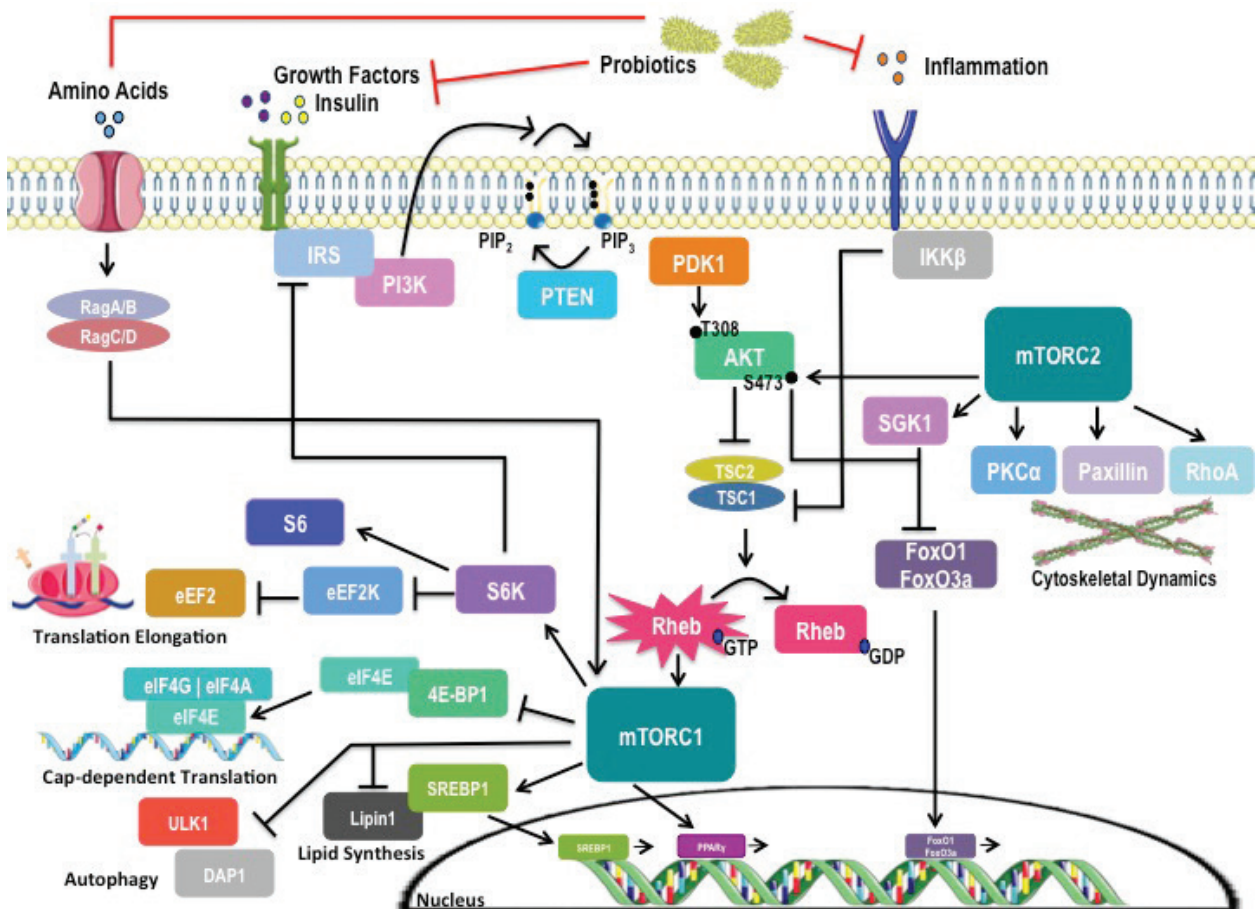 Probiotics
Inflammation
Growth Factors
Insulin
Amino Acids
IRS
PI3K
PIP2
PIP3
PTEN
PDK1
IKKβ
RagA/B
RagC/D
T308
AKT
S473
mTORC2
SGK1
PKCα
Paxillin
RhoA
TSC2
TSC1
Cytoskeletal Dynamics
FoxO1
FoxO3a
S6
S6K
eEF2K
eEF2
Translation Elongation
Rheb
GTP
Rheb
GDP
eIF4G | eIF4A
eIF4E
eIF4E
4E-BP1
Cap-dependent Translation
mTORC1
SREBP1
Lipin1
Lipid Synthesis
ULK1
DAP1
Autophagy
SREBP1
PPARγ
FoxO1
FoxO3a
Nucleus